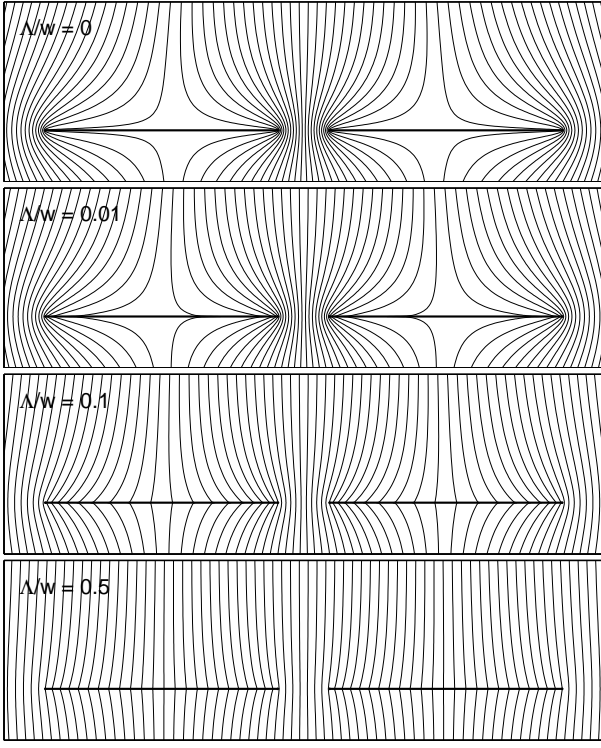 Λ/w = 0
Λ/w = 0.01
Λ/w = 0.1
Λ/w = 0.5